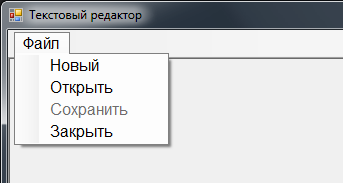 Текстовый редактор
Файл
Новый
Открыть
Сохранить
Закрыть